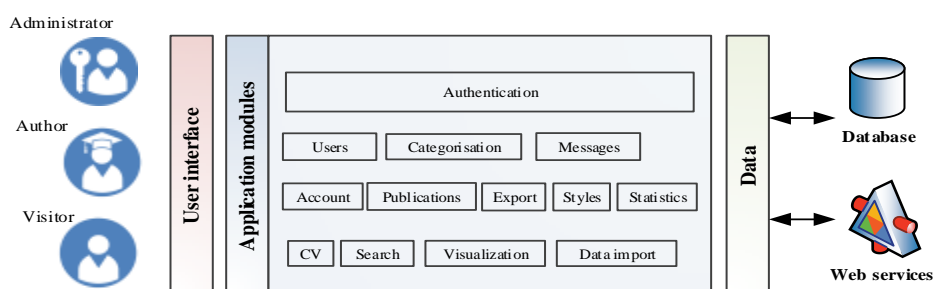 Administrator
Author
Visitor
User interface
Application modules
Authentication
Users Categorisation Messages
Account Publications Export Styles Statistics
CV Search Visualization Data import
Data
Database
Web services